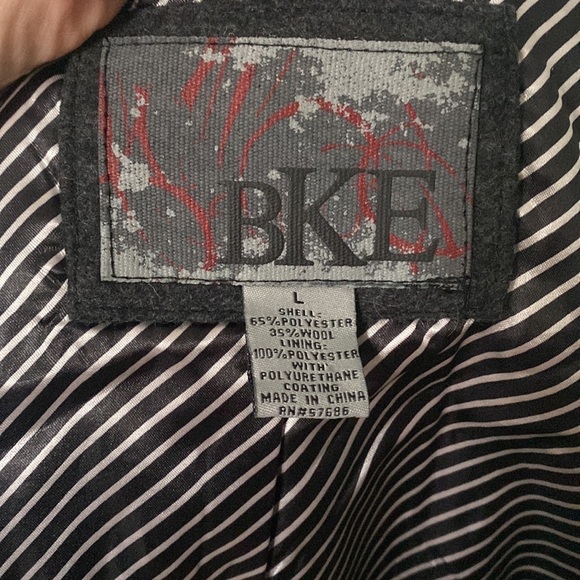 BKE
L
SHELL:
65%POLYESTER
35%WOOL
LINING:
100%POLYESTER
WITH
POLYURETHANE
COATING
MADE IN CHINA
RN#57686